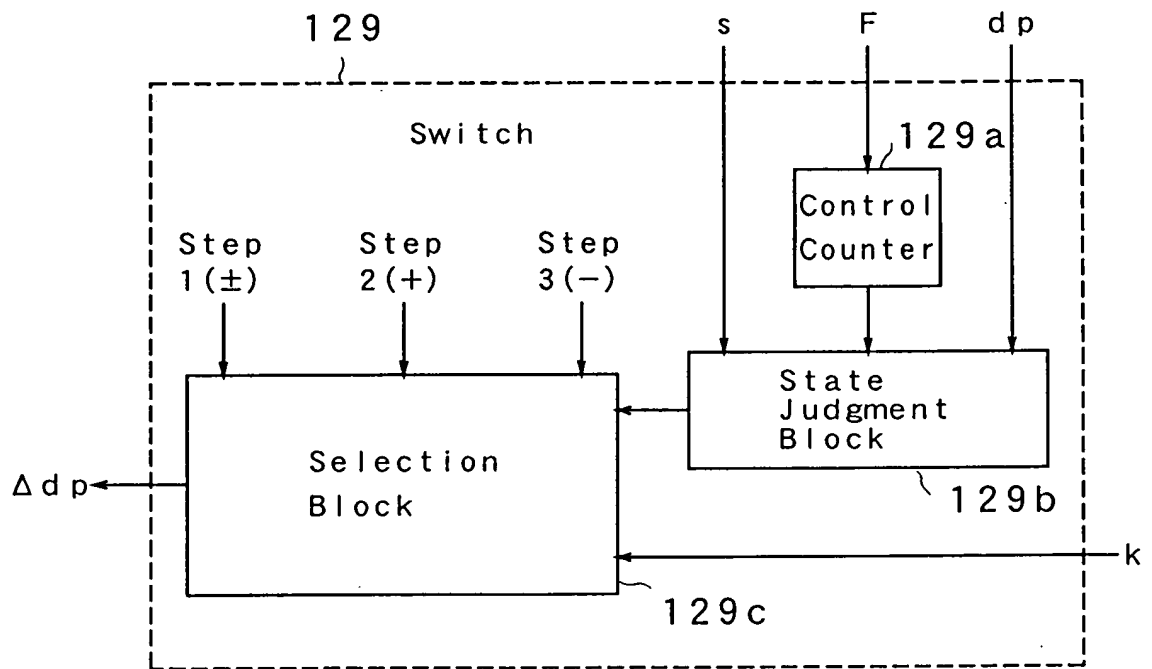 129
s
F
dp
Switch
129a
Control
Counter
Step
1(±)
Step
2(+)
Step
3(−)
State
Judgment
Block
Selection
Block
Δdp
129b
k
129c